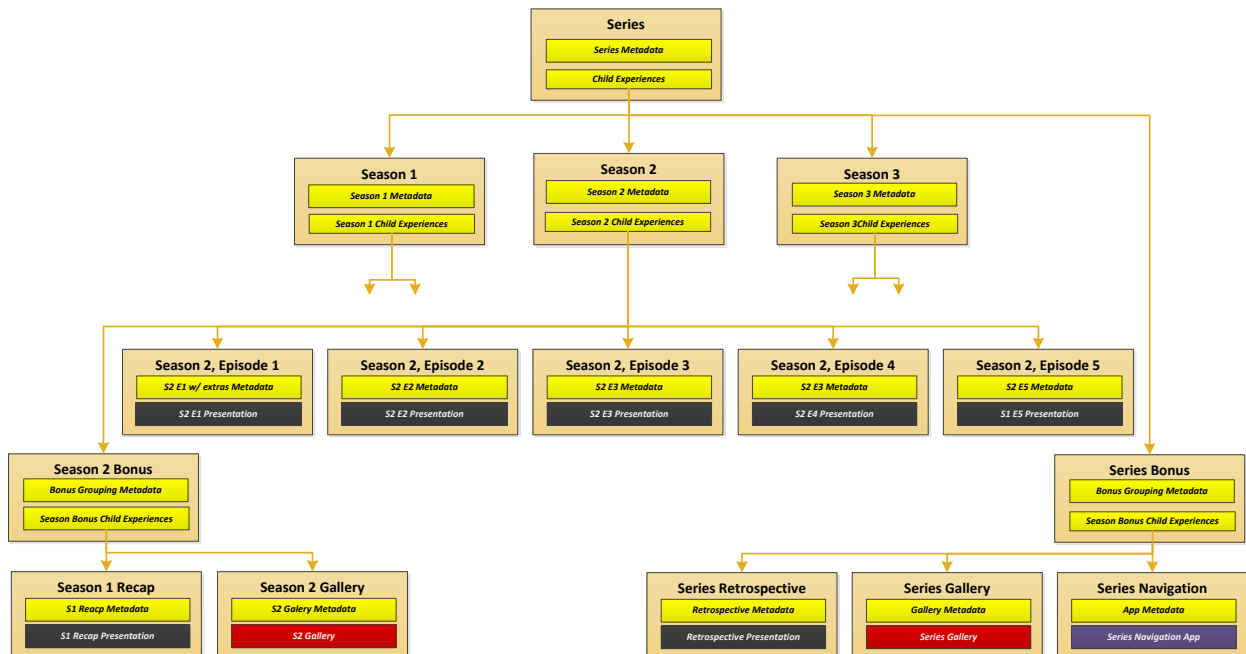 Series
Series Metadata
Child Experiences
Season 1
Season 1 Metadata
Season 1 Child Experiences
Season 2
Season 2 Metadata
Season 2 Child Experiences
Season 3
Season 3 Metadata
Season 3Child Experiences
Season 2, Episode 1
S2 E1 w/ extras Metadata
S2 E1 Presentation
Season 2, Episode 2
S2 E2 Metadata
S2 E2 Presentation
Season 2, Episode 3
S2 E3 Metadata
S2 E3 Presentation
Season 2, Episode 4
S2 E3 Metadata
S2 E4 Presentation
Season 2, Episode 5
S2 E5 Metadata
S1 E5 Presentation
Season 2 Bonus
Bonus Grouping Metadata
Season Bonus Child Experiences
Series Bonus
Bonus Grouping Metadata
Season Bonus Child Experiences
Season 1 Recap
S1 Reacp Metadata
S1 Recap Presentation
Season 2 Gallery
S2 Galery Metadata
S2 Gallery
Series Retrospective
Retrospective Metadata
Retrospective Presentation
Series Gallery
Gallery Metadata
Series Gallery
Series Navigation
App Metadata
Series Navigation App